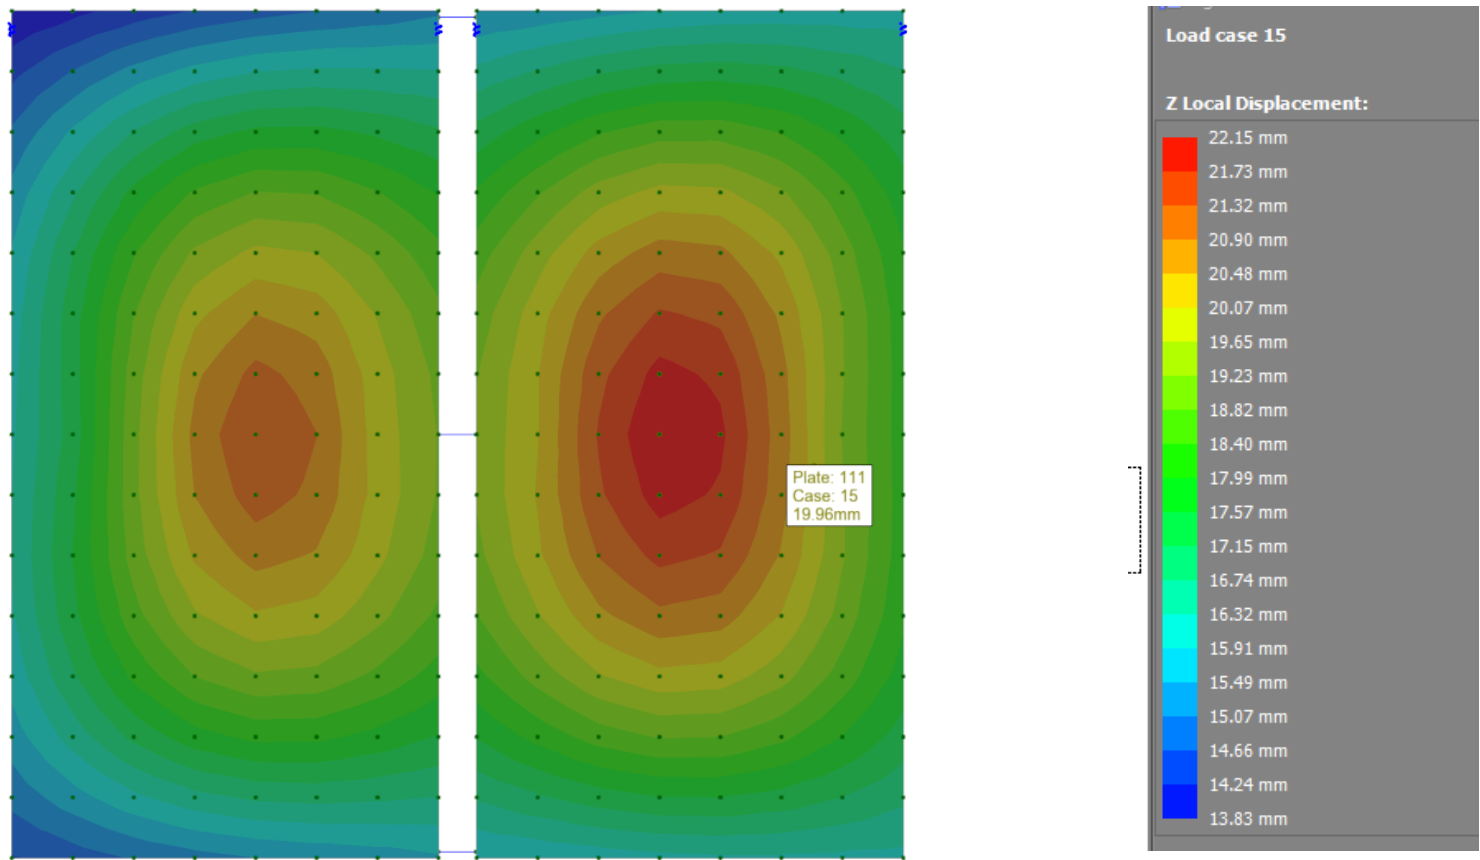 Plate: 111
Case: 15
19.96mm
Load case 15
Z Local Displacement:
22.15 mm
21.73 mm
21.32 mm
20.90 mm
20.48 mm
20.07 mm
19.65 mm
19.23 mm
18.82 mm
18.40 mm
17.99 mm
17.57 mm
17.15 mm
16.74 mm
16.32 mm
15.91 mm
15.49 mm
15.07 mm
14.66 mm
14.24 mm
13.83 mm